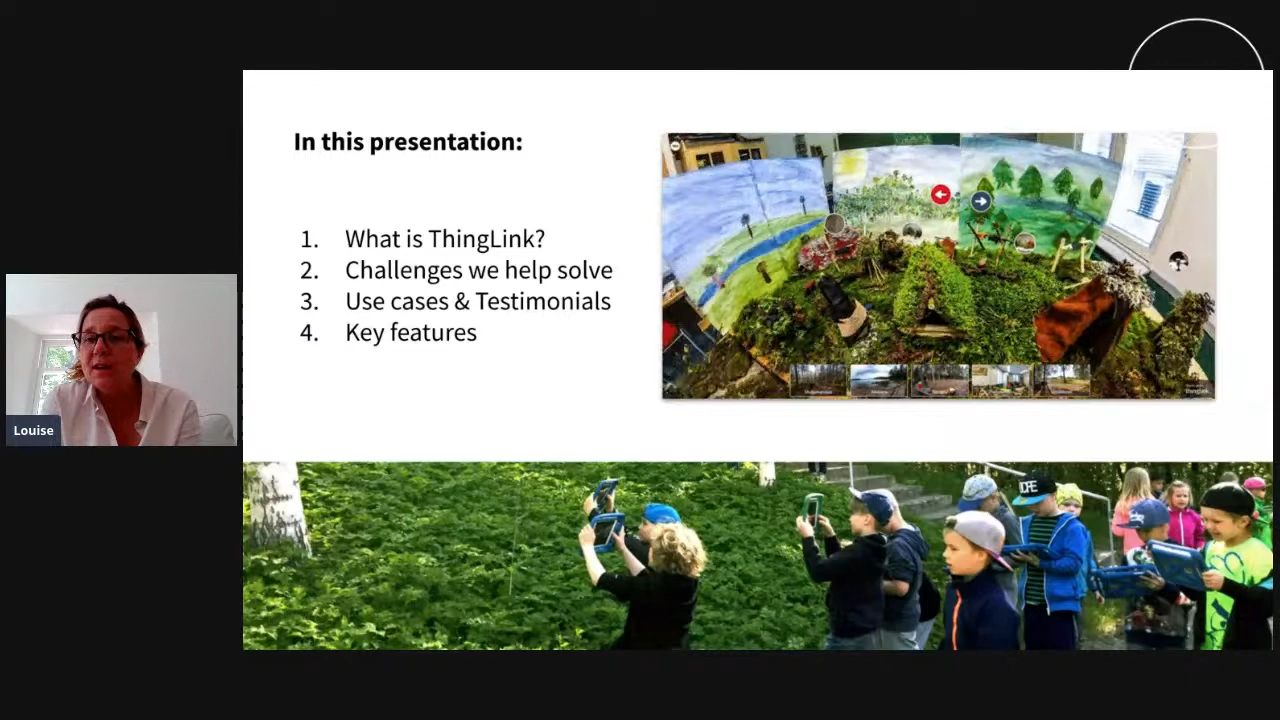 In this presentation:
1. What is ThingLink?
2. Challenges we help solve
3. Use cases & Testimonials
4. Key features
Louise
thinglink